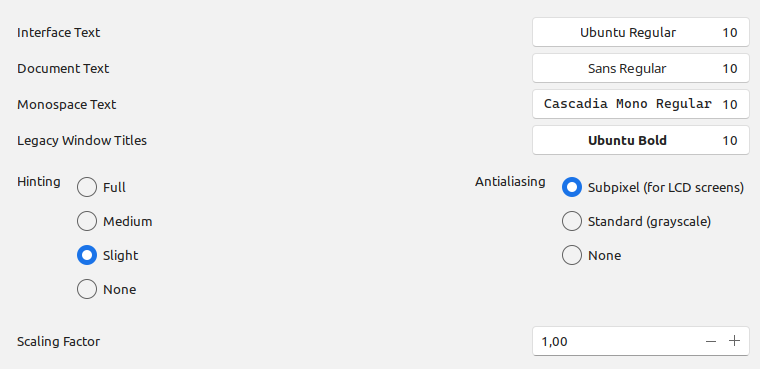 Interface Text Ubuntu Regular 10
Document Text Sans Regular 10
Monospace Text Cascadia Mono Regular 10
Legacy Window Titles Ubuntu Bold 10
Hinting Full Antialiasing Subpixel (for LCD screens)
Medium Standard (grayscale)
Slight None
None
Scaling Factor 1,00 − +